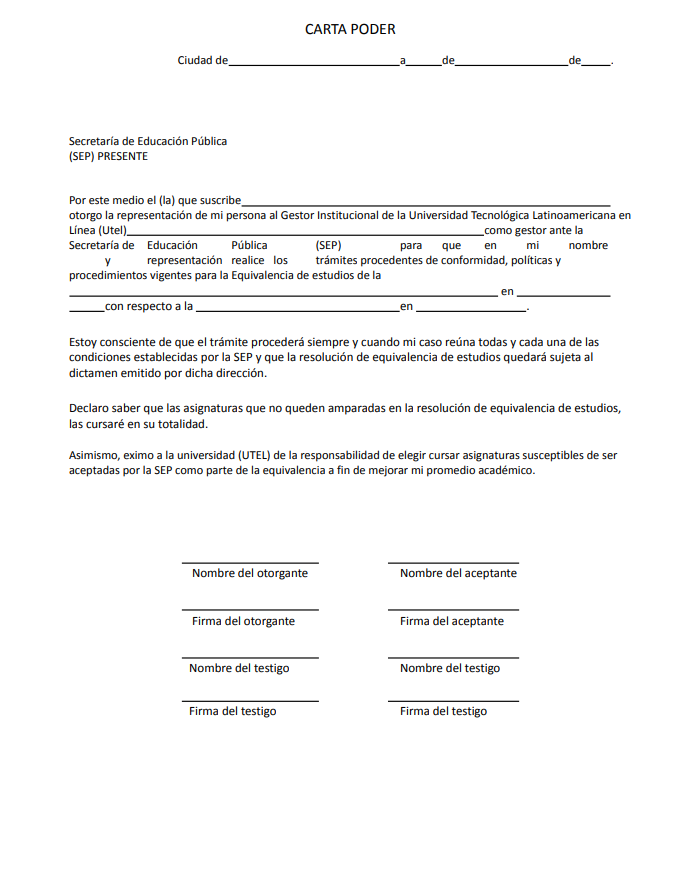 CARTA PODER
Ciudad de____________________________a______de___________________de_____.
Secretaría de Educación Pública
(SEP) PRESENTE
Por este medio el (la) que suscribe_____________________________________________________________
otorgo la representación de mi persona al Gestor Institucional de la Universidad Tecnológica Latinoamericana en
Línea (Utel)___________________________________________________________como gestor ante la
Secretaría de Educación Pública (SEP) para que en mi nombre
y representación realice los trámites procedentes de conformidad, políticas y
procedimientos vigentes para la Equivalencia de estudios de la
_______________________________________________________________________ en _______________
______con respecto a la __________________________________en __________________.
Estoy consciente de que el trámite procederá siempre y cuando mi caso reúna todas y cada una de las
condiciones establecidas por la SEP y que la resolución de equivalencia de estudios quedará sujeta al
dictamen emitido por dicha dirección.
Declaro saber que las asignaturas que no queden amparadas en la resolución de equivalencia de estudios,
las cursaré en su totalidad.
Asimismo, eximo a la universidad (UTEL) de la responsabilidad de elegir cursar asignaturas susceptibles de ser
aceptadas por la SEP como parte de la equivalencia a fin de mejorar mi promedio académico.
Nombre del otorgante Nombre del aceptante
Firma del otorgante Firma del aceptante
Nombre del testigo Nombre del testigo
Firma del testigo Firma del testigo